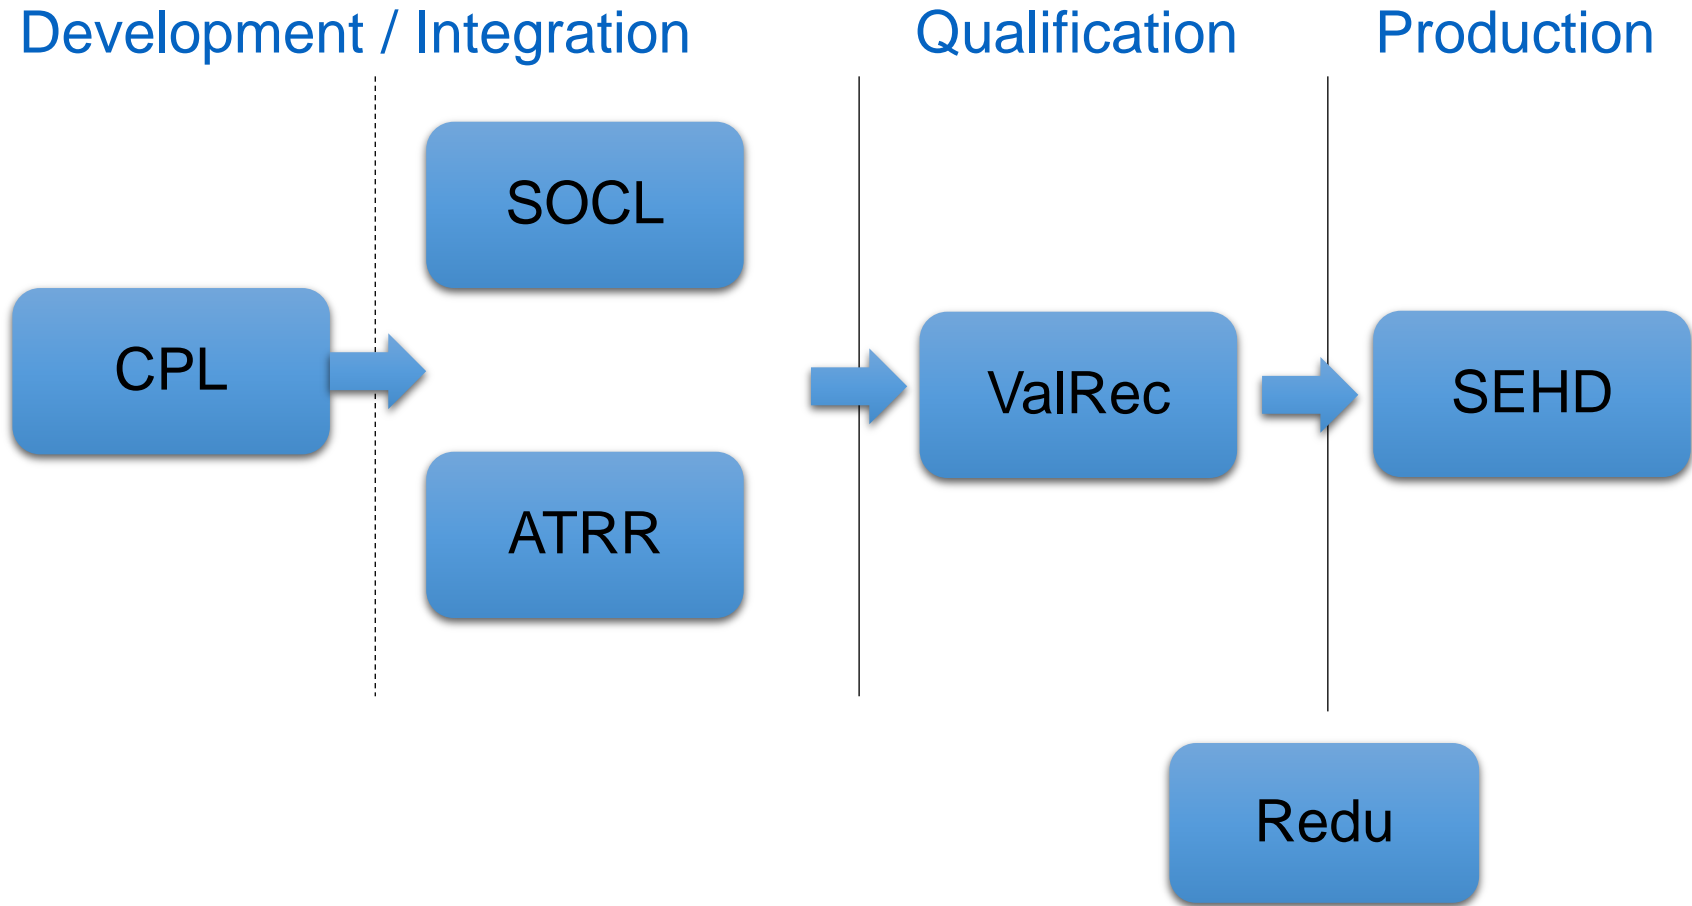 Development / Integration
Qualification
Production
SOCL
CPL
ValRec
SEHD
ATRR
Redu